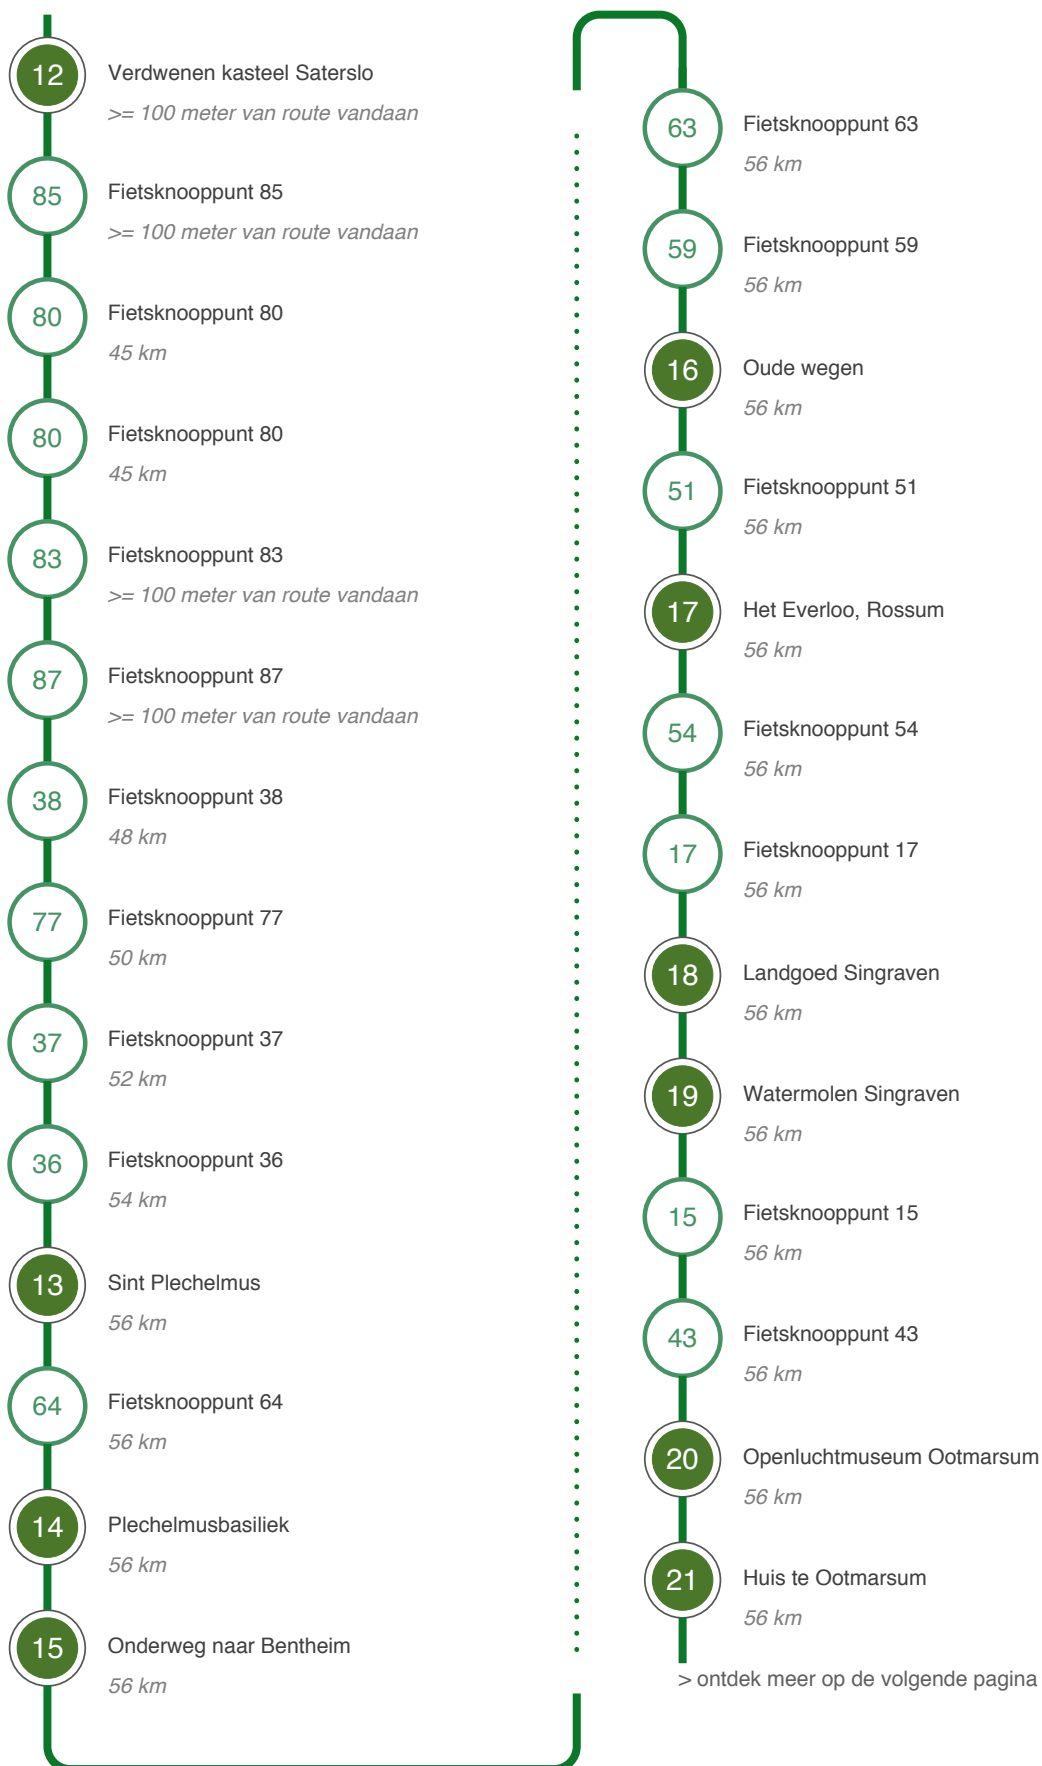 12
Verdwenen kasteel Saterslo
>= 100 meter van route vandaan
85
Fietsknooppunt 85
>= 100 meter van route vandaan
80
Fietsknooppunt 80
45 km
80
Fietsknooppunt 80
45 km
83
Fietsknooppunt 83
>= 100 meter van route vandaan
87
Fietsknooppunt 87
>= 100 meter van route vandaan
38
Fietsknooppunt 38
48 km
77
Fietsknooppunt 77
50 km
37
Fietsknooppunt 37
52 km
36
Fietsknooppunt 36
54 km
13
Sint Plechelmus
56 km
64
Fietsknooppunt 64
56 km
14
Plechelmusbasiliek
56 km
15
Onderweg naar Bentheim
56 km
63
Fietsknooppunt 63
56 km
59
Fietsknooppunt 59
56 km
16
Oude wegen
56 km
51
Fietsknooppunt 51
56 km
17
Het Everloo, Rossum
56 km
54
Fietsknooppunt 54
56 km
17
Fietsknooppunt 17
56 km
18
Landgoed Singraven
56 km
19
Watermolen Singraven
56 km
15
Fietsknooppunt 15
56 km
43
Fietsknooppunt 43
56 km
20
Openluchtmuseum Ootmarsum
56 km
21
Huis te Ootmarsum
56 km
> ontdek meer op de volgende pagina